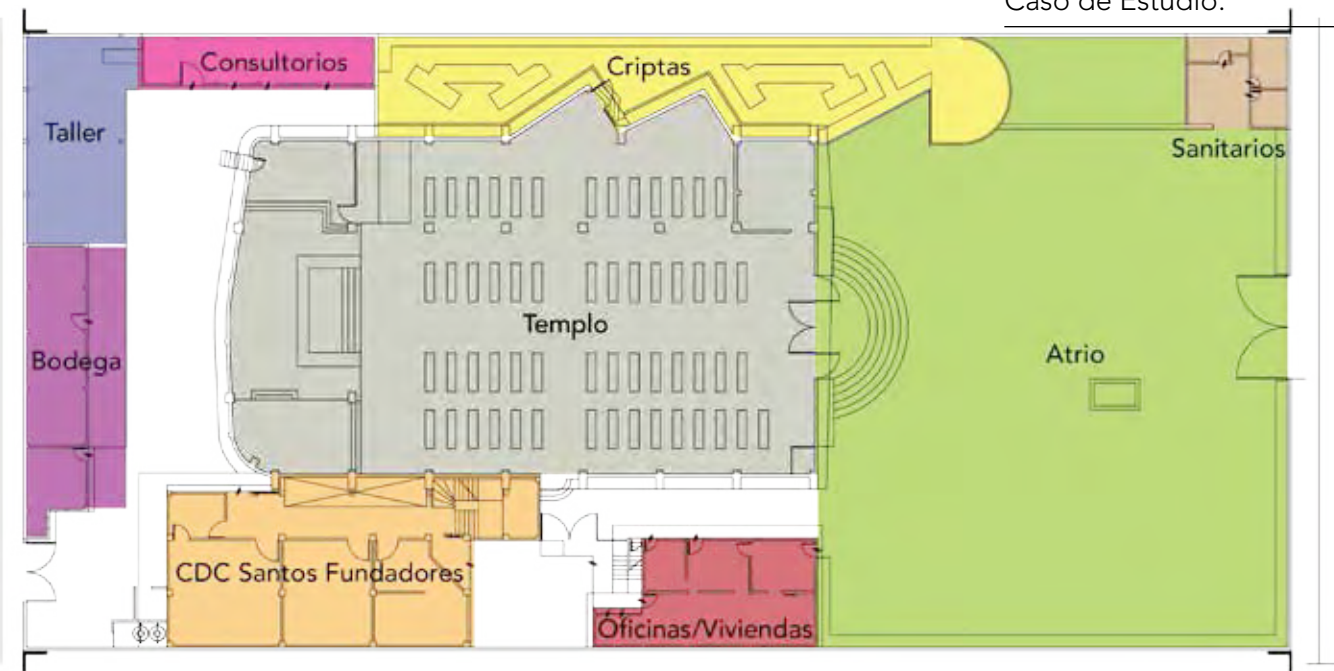 Caso de Estudio:
Consultorios
Criptas
Taller
Sanitarios
Templo
Atrio
Bodega
CDC Santos Fundadores
Oficinas/Viviendas